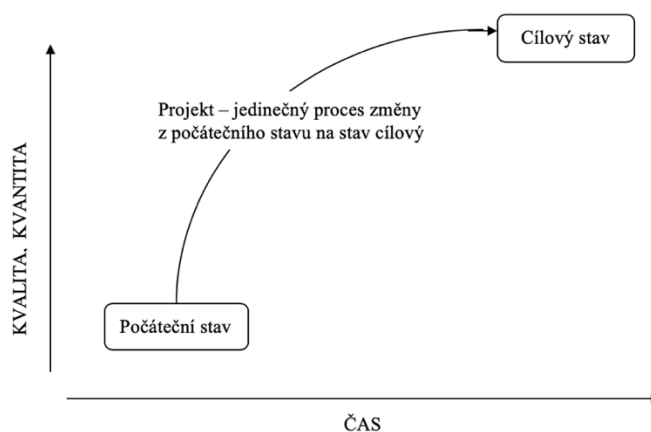 Cílový stav
Projekt – jedinečný proces změny
z počátečního stavu na stav cílový
KVALITA, KVANTITA
Počáteční stav
ČAS